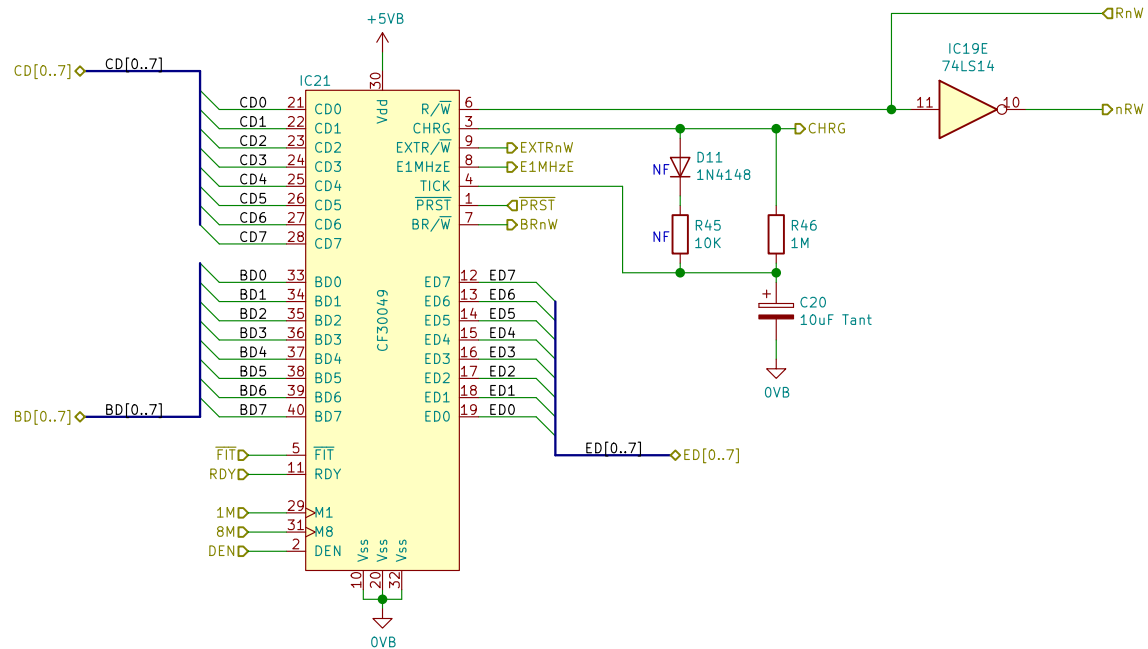 RnW
+5VB
IC19E
74LS14
CD[0..7]
CD[0..7]
IC21
30
Vdd
CD0 21 CD0
R/W 6
11
10
nRW
CD1 22 CD1
CHRG 3
CHRG
CD2 23 CD2
EXTR/W 9 EXTRnW
CD3 24 CD3
E1MHzE 8 E1MHzE
NF
D11
1N4148
CD4 25 CD4
TICK 4
CD5 26 CD5
PRST 1 PRST
CD6 27 CD6
BR/W 7 BRnW
CD7 28 CD7
NF
R45
10K
R46
1M
BD0 33 BD0
ED7 12 ED7
BD1 34 BD1
ED6 13 ED6
BD2 35 BD2
ED5 14 ED5
BD3 36 BD3
ED4 15 ED4
BD4 37 BD4
ED3 16 ED3
BD5 38 BD5
ED2 17 ED2
BD6 39 BD6
ED1 18 ED1
BD7 40 BD7
ED0 19 ED0
CF30049
+
C20
10uF Tant
0VB
BD[0..7]
BD[0..7]
ED[0..7]
ED[0..7]
FIT 5 FIT
RDY 11 RDY
1M 29 M1
8M 31 M8
DEN 2 DEN
Vss Vss Vss
10 20 32
0VB